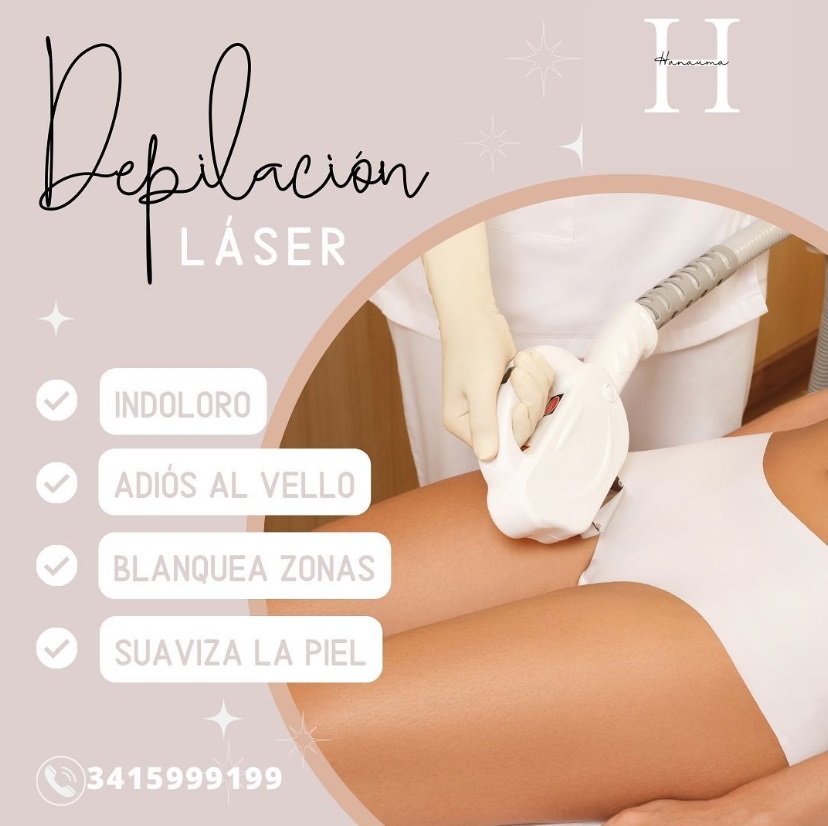 H
Hanauma
Depilación
LÁSER
INDOLORO
ADIÓS AL VELLO
BLANQUEA ZONAS
SUAVIZA LA PIEL
3415999199